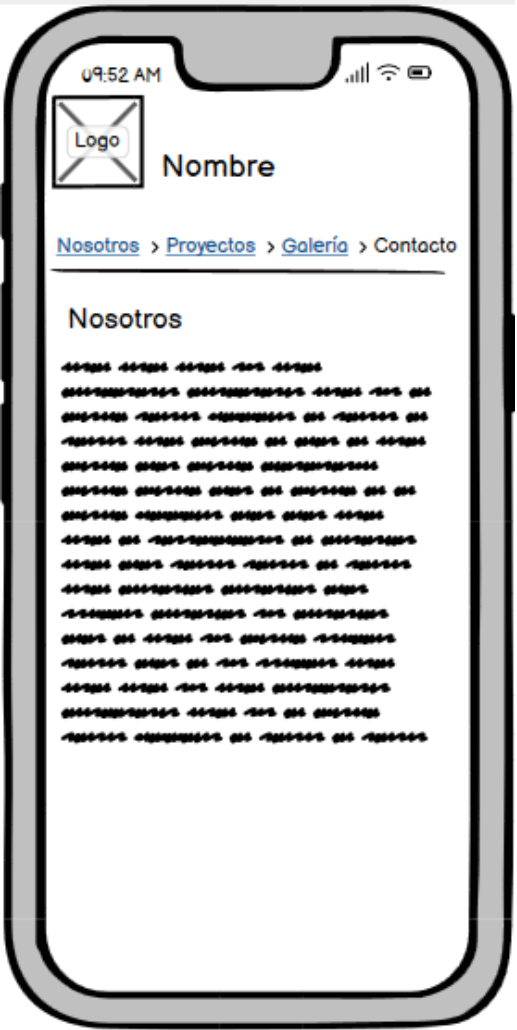 09:52 AM
Logo
Nombre
Nosotros > Proyectos > Galería > Contacto
Nosotros